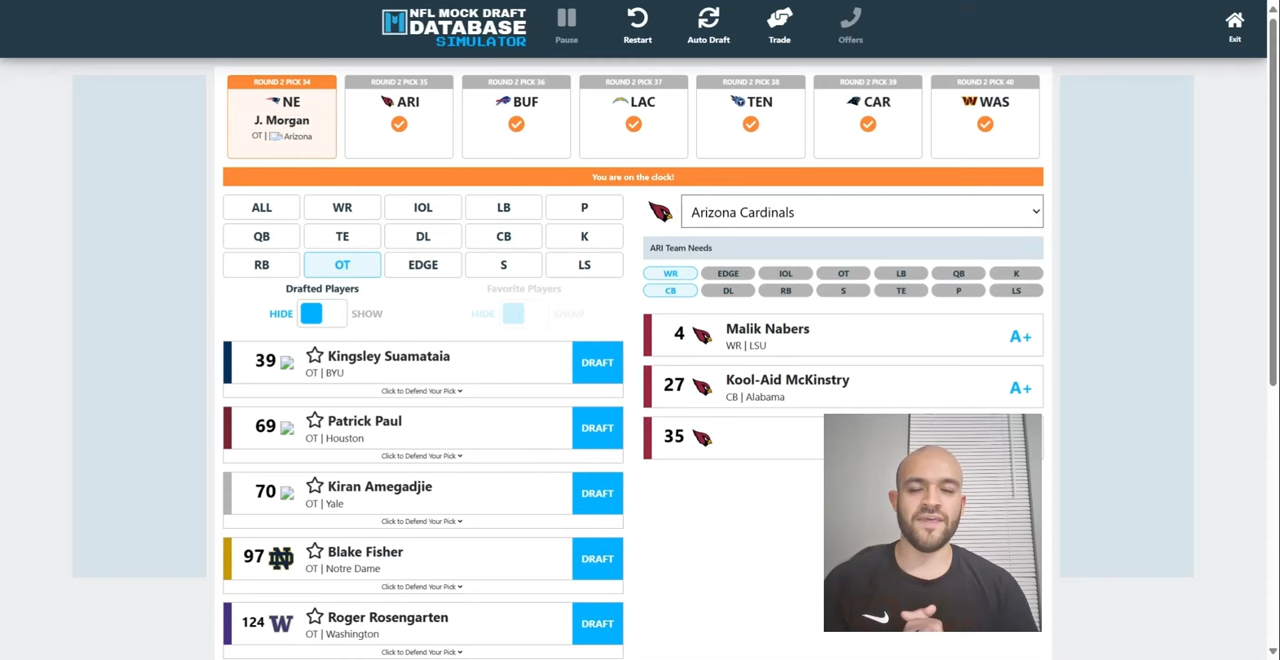 NFL MOCK DRAFT
DATABASE
SIMULATOR
Pause
Restart
Auto Draft
Trade
Offers
Exit
ROUND 2 PICK 34
NE
J. Morgan
OT | Arizona
ROUND 2 PICK 35
ARI
ROUND 2 PICK 36
BUF
ROUND 2 PICK 37
LAC
ROUND 2 PICK 38
TEN
ROUND 2 PICK 39
CAR
ROUND 2 PICK 40
WAS
You are on the clock!
ALL WR IOL LB P
QB TE DL CB K
RB OT EDGE S LS
Drafted Players
HIDE SHOW
Favorite Players
HIDE SHOW
39 Kingsley Suamataia
OT | BYU
DRAFT
Click to Defend Your Pick
69 Patrick Paul
OT | Houston
DRAFT
Click to Defend Your Pick
70 Kiran Amegadjie
OT | Yale
DRAFT
Click to Defend Your Pick
97 Blake Fisher
OT | Notre Dame
DRAFT
Click to Defend Your Pick
124 Roger Rosengarten
OT | Washington
DRAFT
Click to Defend Your Pick
Arizona Cardinals
ARI Team Needs
WR EDGE IOL OT LB QB K
CB DL RB S TE P LS
4 Malik Nabers
WR | LSU
A+
27 Kool-Aid McKinstry
CB | Alabama
A+
35